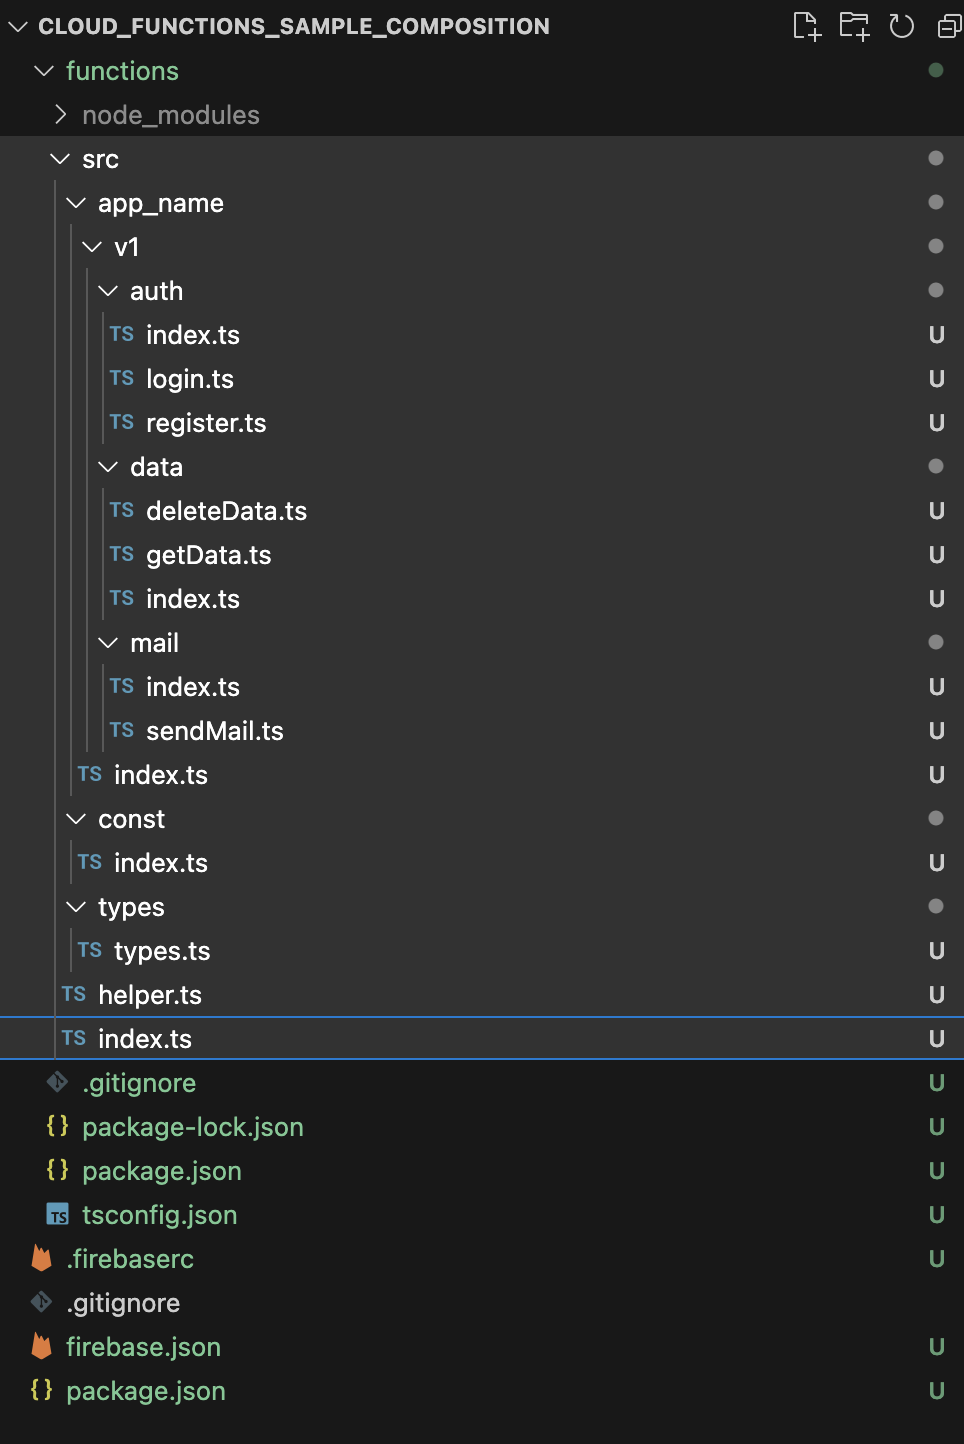 CLOUD_FUNCTIONS_SAMPLE_COMPOSITION
functions
node_modules
src
app_name
v1
auth
TS index.ts U
TS login.ts U
TS register.ts U
data
TS deleteData.ts U
TS getData.ts U
TS index.ts U
mail
TS index.ts U
TS sendMail.ts U
TS index.ts U
const
TS index.ts U
types
TS types.ts U
TS helper.ts U
TS index.ts U
.gitignore U
{} package-lock.json U
{} package.json U
TS tsconfig.json U
.firebaserc U
.gitignore
firebase.json U
{} package.json U